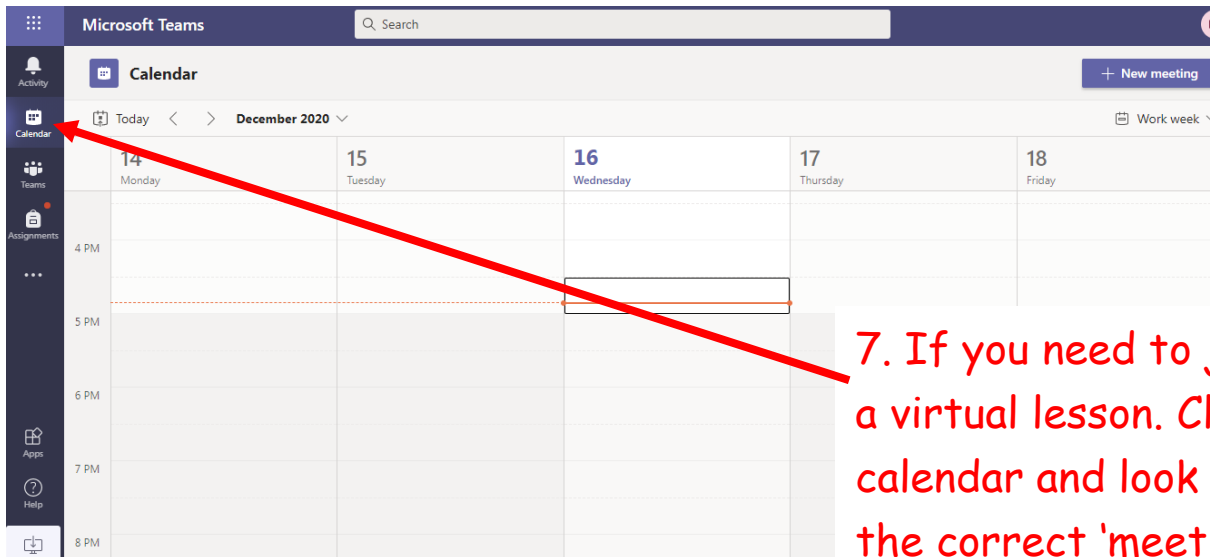 Microsoft Teams
Search
Activity
Calendar
New meeting
Calendar
Today
December 2020
Work week
Teams
14
15
16
17
18
Monday
Tuesday
Wednesday
Thursday
Friday
Assignments
4 PM
5 PM
7. If you need to
a virtual lesson.
6 PM
calendar and look
Apps
7 PM
the correct 'meet
Help
8 PM